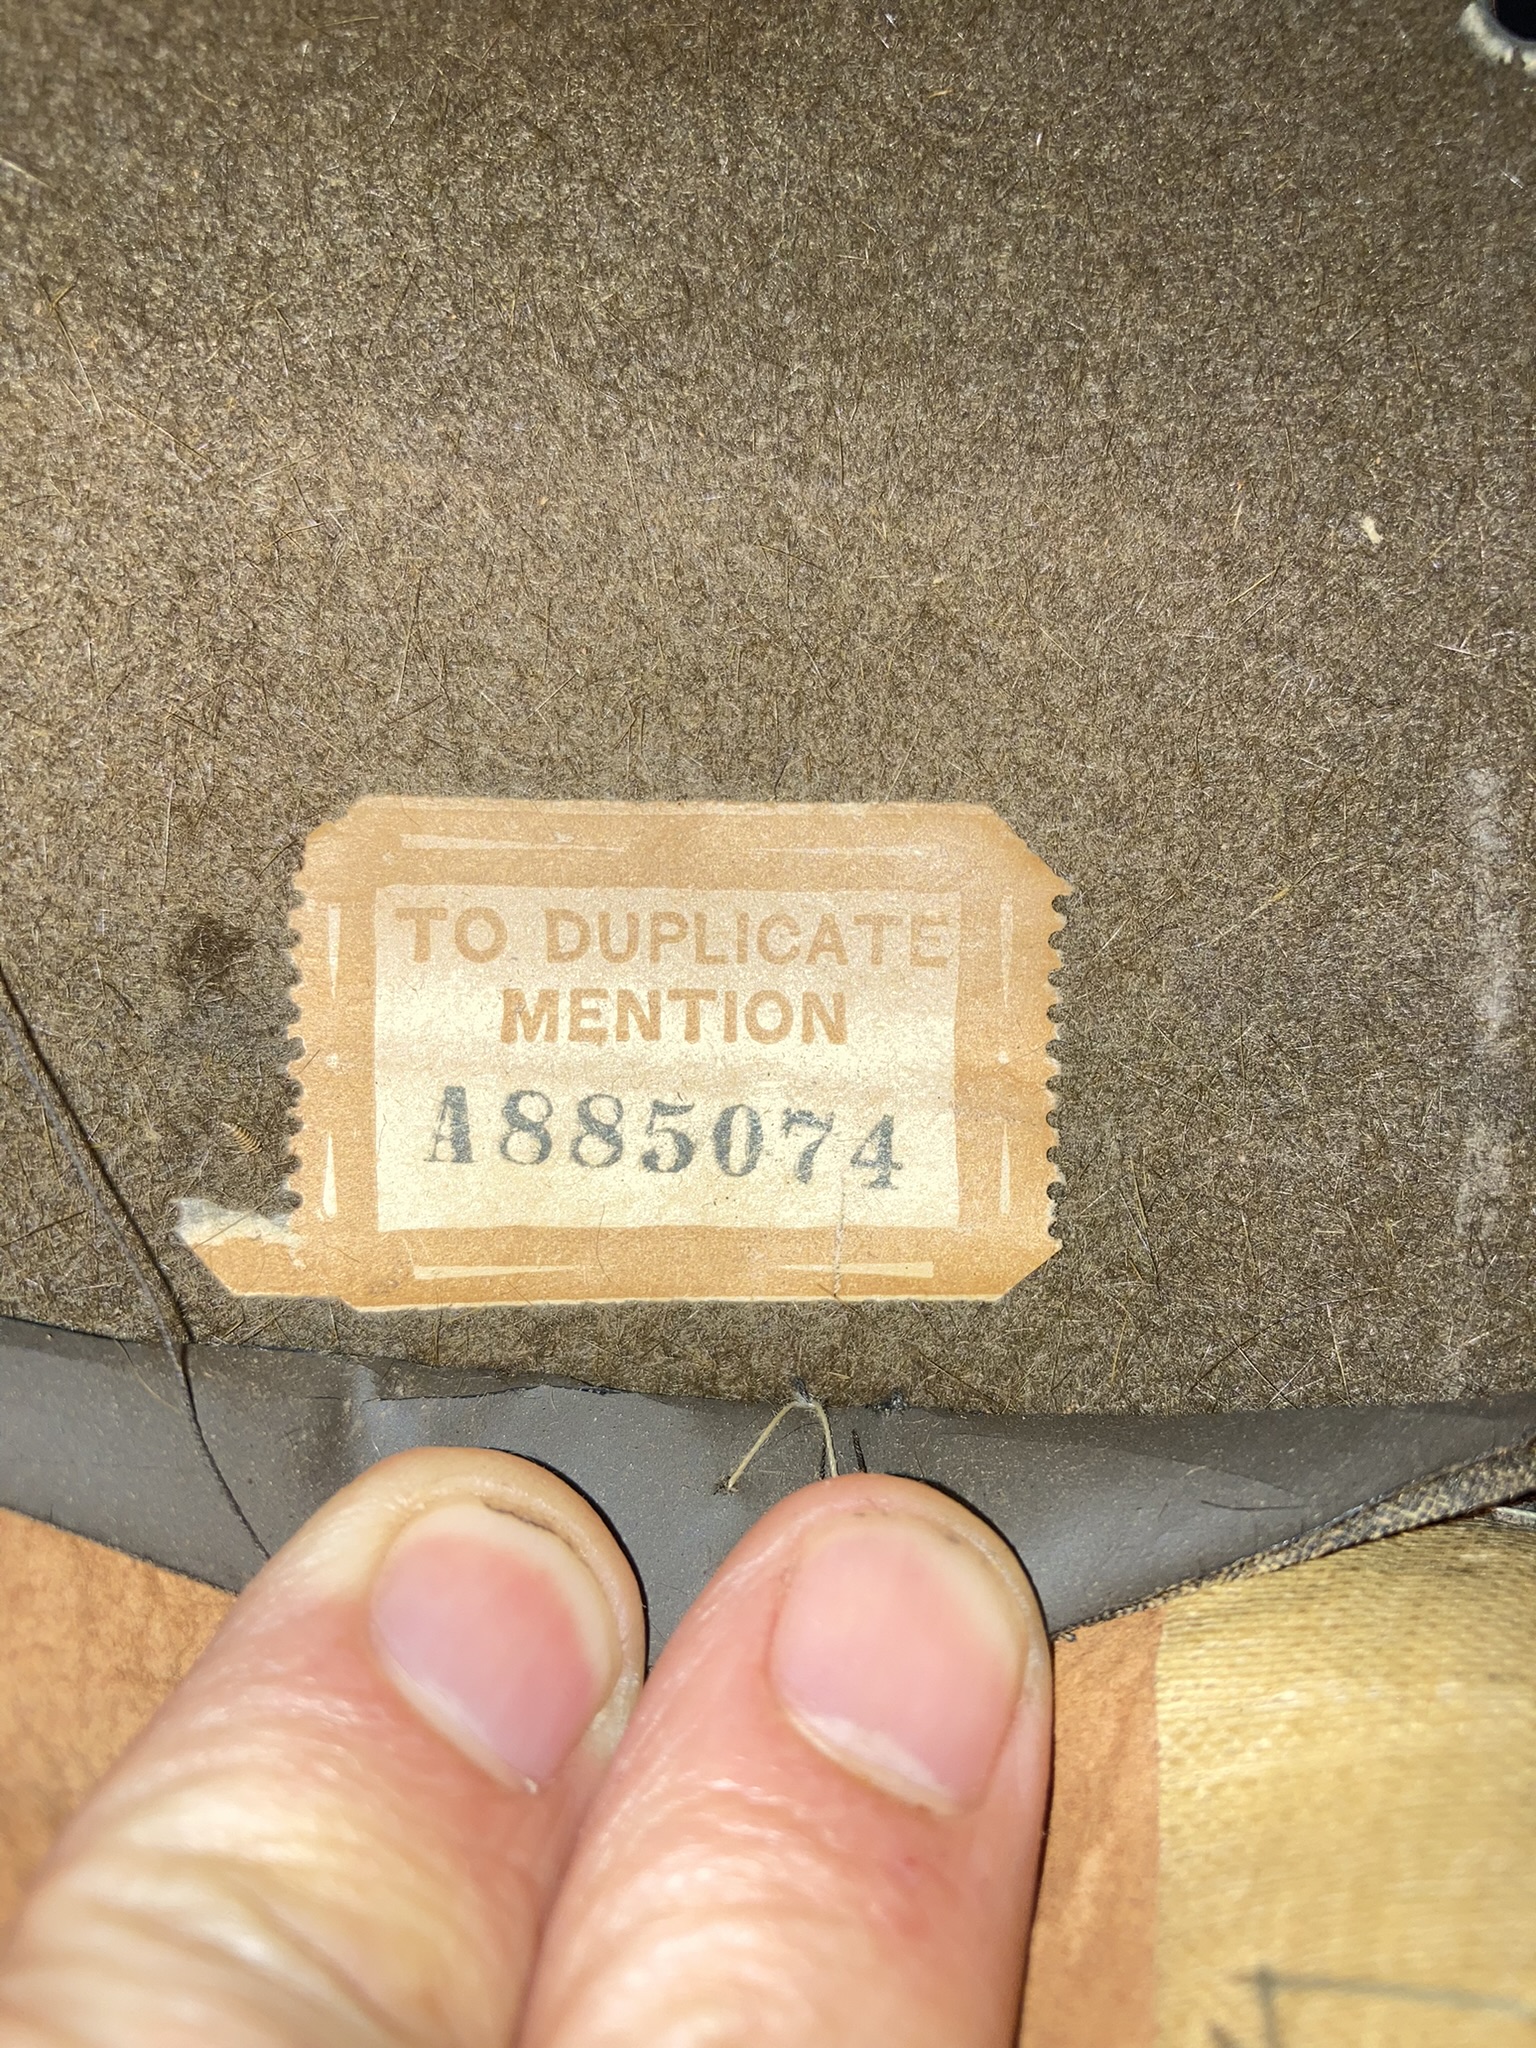 TO DUPLICATE
MENTION
A885074